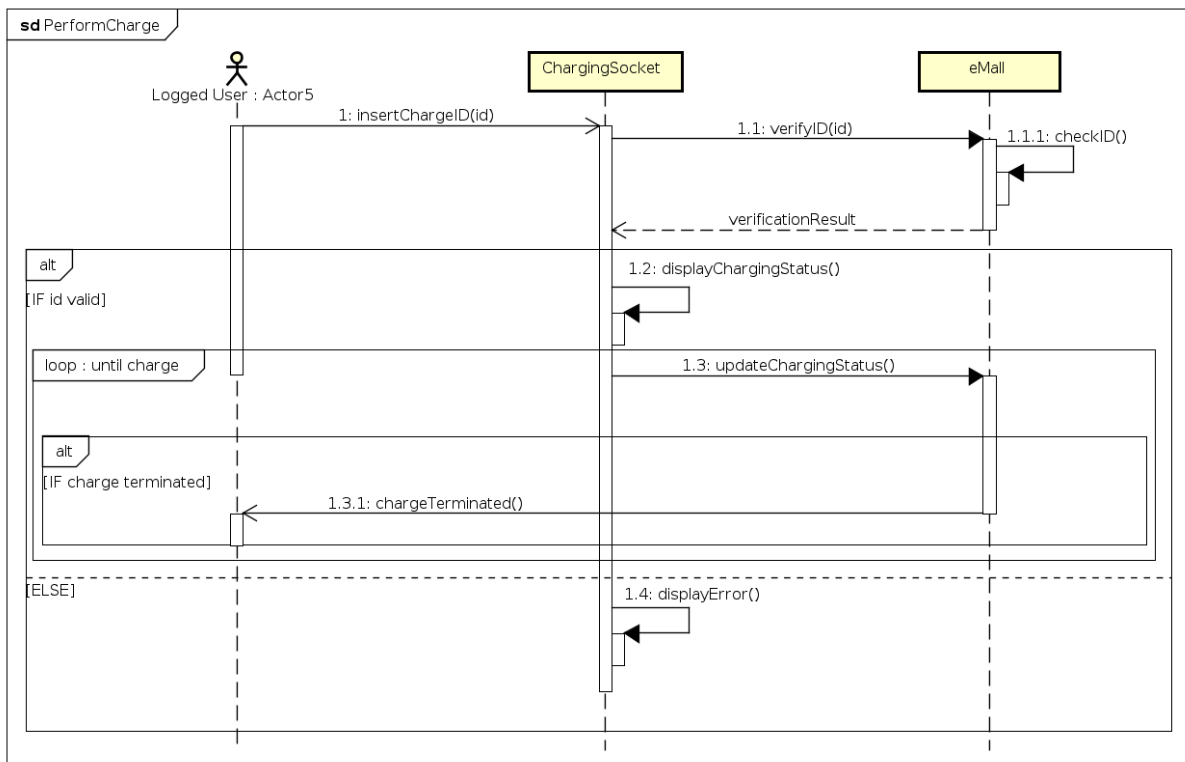 sd PerformCharge
Logged User : Actor5
ChargingSocket
eMall
1: insertChargeID(id)
1.1: verifyID(id)
1.1.1: checkID()
verificationResult
alt
[IF id valid]
1.2: displayChargingStatus()
loop : until charge
1.3: updateChargingStatus()
alt
[IF charge terminated]
1.3.1: chargeTerminated()
[ELSE]
1.4: displayError()